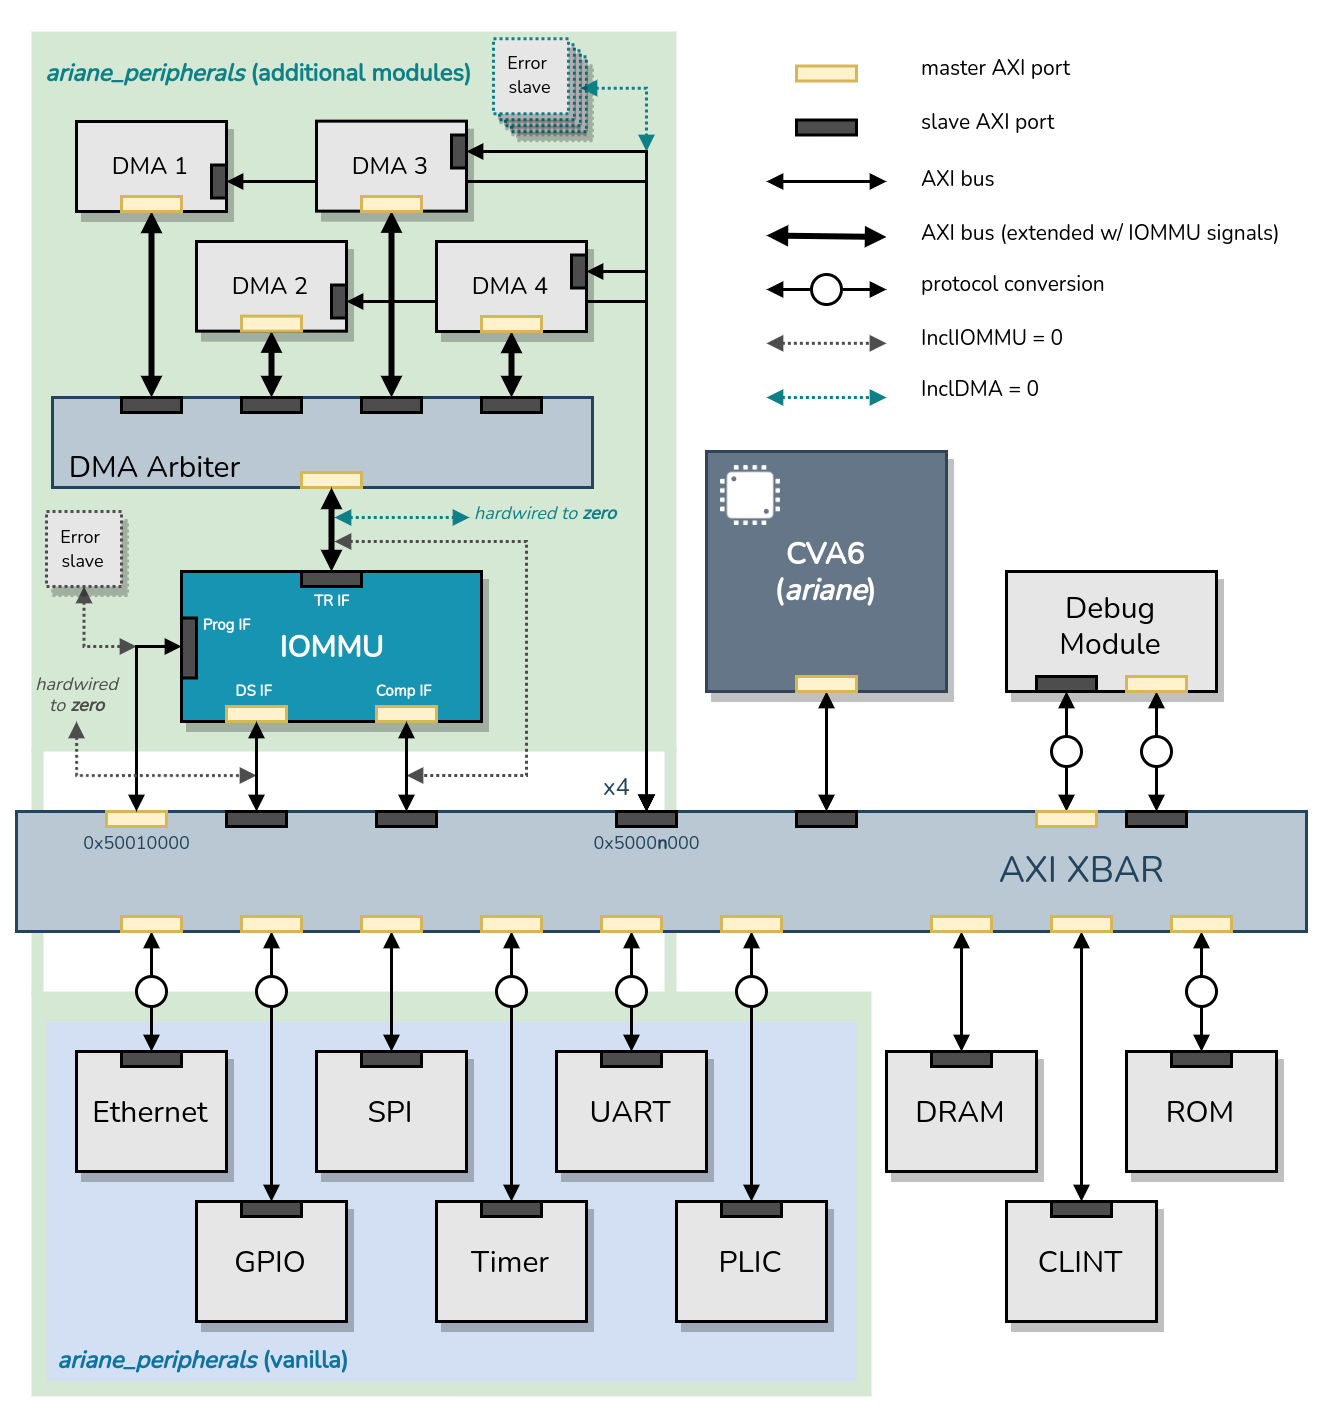 ariane_peripherals (additional modules)
Error
slave
DMA 1
DMA 3
DMA 2
DMA 4
DMA Arbiter
hardwired to zero
Error
slave
TR IF
Prog IF
IOMMU
DS IF
Comp IF
hardwired
to zero
master AXI port
slave AXI port
AXI bus
AXI bus (extended w/ IOMMU signals)
protocol conversion
InclIOMMU = 0
InclDMA = 0
CVA6
(ariane)
Debug
Module
x4
0x50010000
0x5000n000
AXI XBAR
Ethernet
SPI
UART
DRAM
ROM
GPIO
Timer
PLIC
CLINT
ariane_peripherals (vanilla)